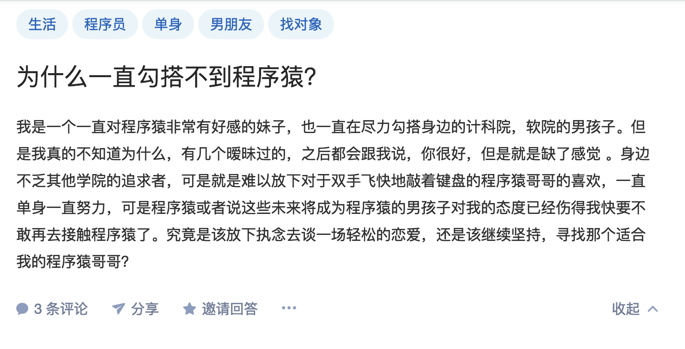 生活 程序员 单身 男朋友 找对象
为什么一直勾搭不到程序猿?
我是一个一直对程序猿非常有好感的妹子，也一直在尽力勾搭身边的计科院，软院的男孩子。但
是我真的不知道为什么，有几个暧昧过的，之后都会跟我说，你很好，但是就是缺了感觉 。身边
不乏其他学院的追求者，可是就是难以放下对于双手飞快地敲着键盘的程序猿哥哥的喜欢，一直
单身一直努力，可是程序猿或者说这些未来将成为程序猿的男孩子对我的态度已经伤得我快要不
敢再去接触程序猿了。究竟是该放下执念去谈一场轻松的恋爱，还是该继续坚持，寻找那个适合
我的程序猿哥哥?
3 条评论 分享 邀请回答 ··· 收起